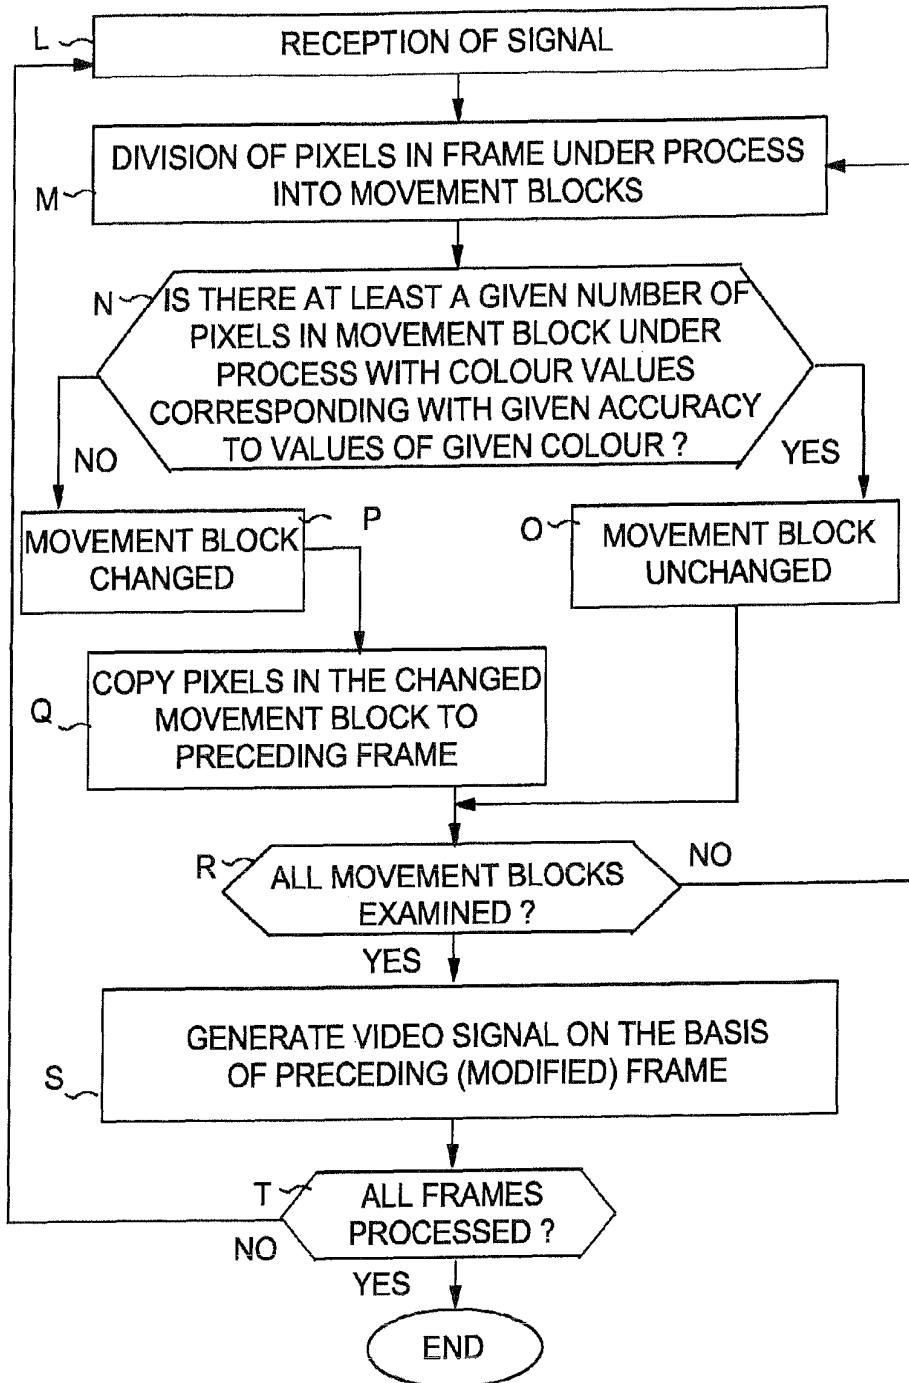 L
RECEPTION OF SIGNAL
M
DIVISION OF PIXELS IN FRAME UNDER PROCESS
INTO MOVEMENT BLOCKS
N
IS THERE AT LEAST A GIVEN NUMBER OF
PIXELS IN MOVEMENT BLOCK UNDER
PROCESS WITH COLOUR VALUES
CORRESPONDING WITH GIVEN ACCURACY
TO VALUES OF GIVEN COLOUR ?
NO
YES
P
MOVEMENT BLOCK
CHANGED
O
MOVEMENT BLOCK
UNCHANGED
Q
COPY PIXELS IN THE CHANGED
MOVEMENT BLOCK TO
PRECEDING FRAME
R
ALL MOVEMENT BLOCKS
EXAMINED ?
NO
YES
S
GENERATE VIDEO SIGNAL ON THE BASIS
OF PRECEDING (MODIFIED) FRAME
T
ALL FRAMES
PROCESSED ?
NO
YES
END